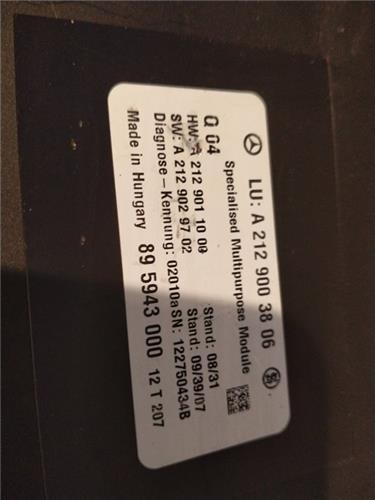 LU: A 212 900 38 06
Specialised Multipurpose Module
Q 04
HW: A 212 901 10 00 Stand: 08/31
SW: A 212 902 97 02 Stand: 09/39/07
Diagnose - Kennung: 02010a SN: 122750434B
Made in Hungary 89 5943 000 12 T 207